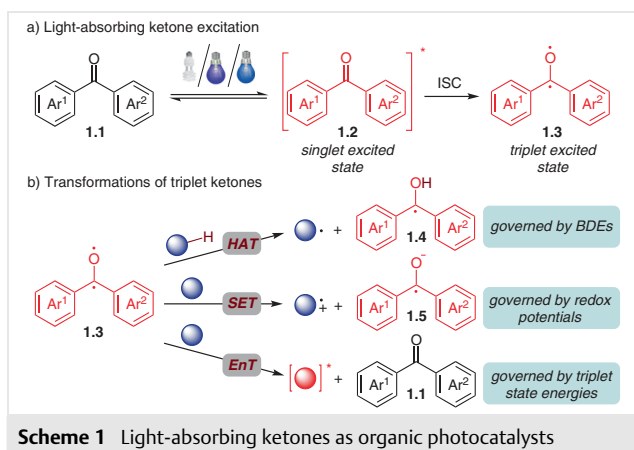 a) Light-absorbing ketone excitation
O
Ar1
Ar2
1.1
O
Ar1
Ar2
*
1.2
singlet excited
state
ISC
O
Ar1
Ar2
1.3
triplet excited
state
b) Transformations of triplet ketones
O
Ar1
Ar2
1.3
H
HAT
+
OH
Ar1
Ar2
1.4
governed by BDEs
SET
+
+
O-
Ar1
Ar2
1.5
governed by redox
potentials
EnT
*
+
O
Ar1
Ar2
1.1
governed by triplet
state energies
Scheme 1 Light-absorbing ketones as organic photocatalysts